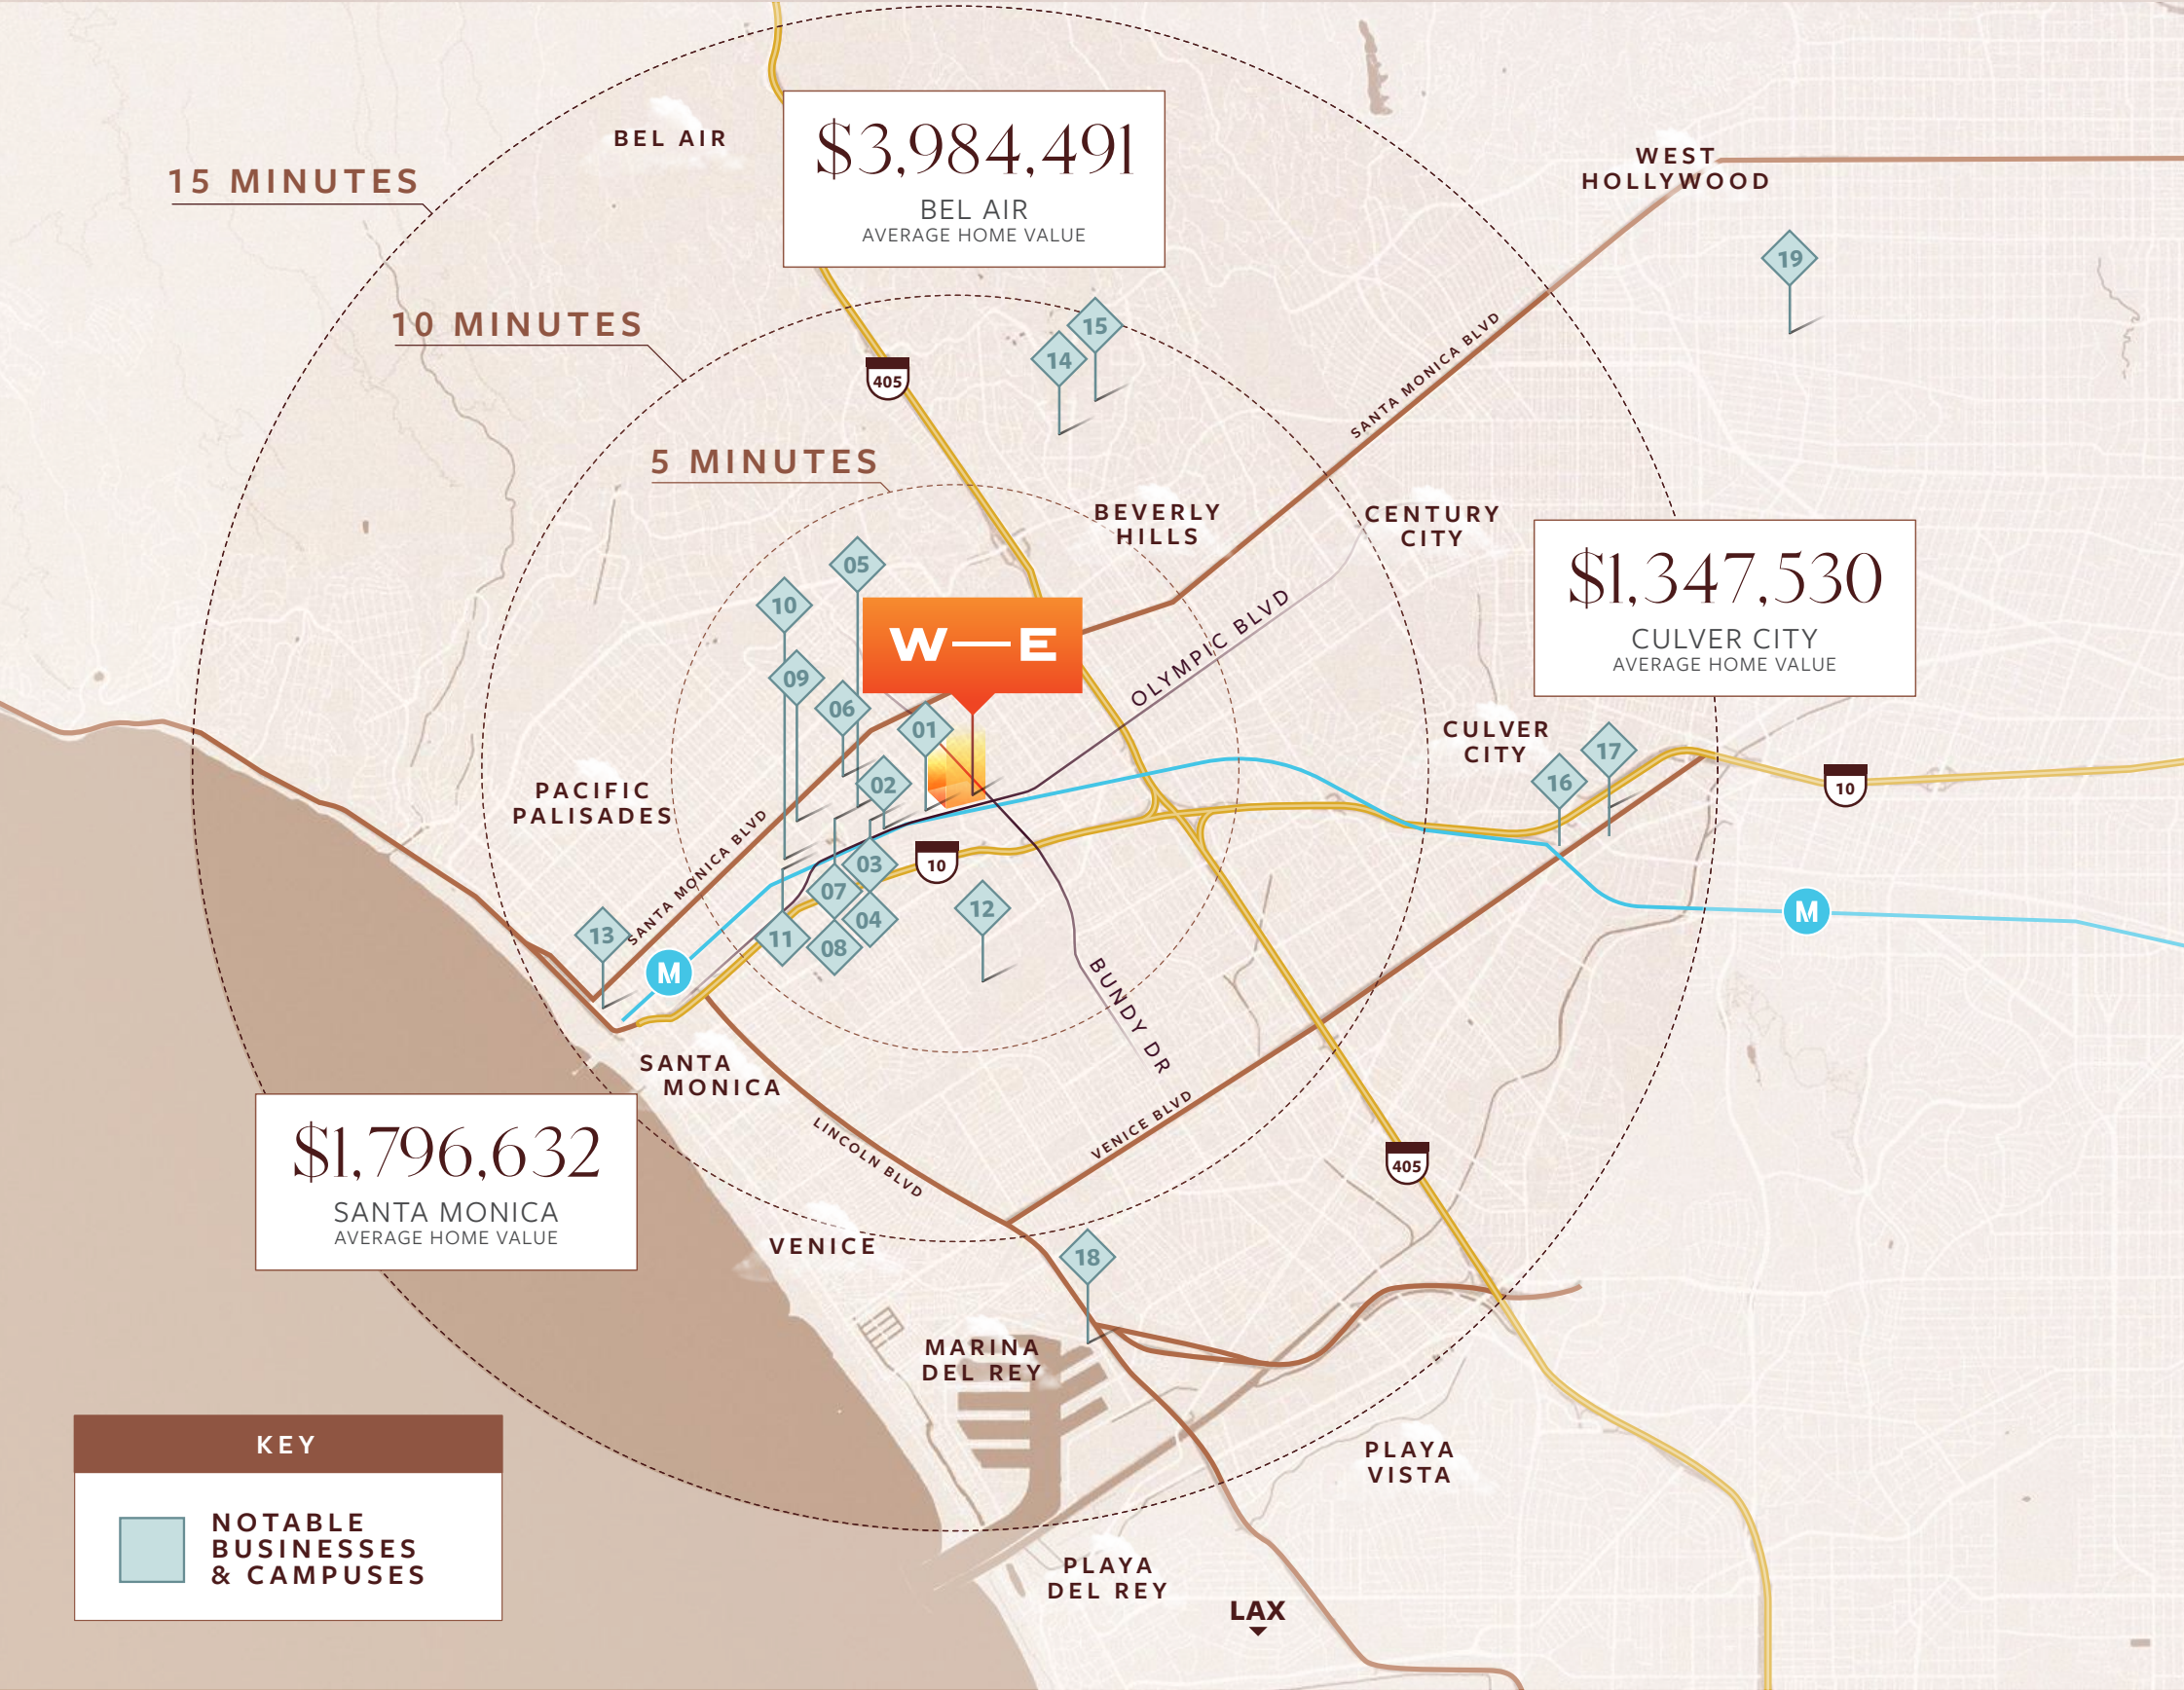 BEL AIR
$3,984,491
BEL AIR
AVERAGE HOME VALUE
WEST
HOLLYWOOD
15 MINUTES
19
10 MINUTES
15
14
405
SANTA MONICA BLVD
5 MINUTES
BEVERLY
HILLS
CENTURY
CITY
$1,347,530
CULVER CITY
AVERAGE HOME VALUE
05
10
W—E
OLYMPIC BLVD
09
06
01
02
CULVER
CITY
17
16
10
PACIFIC
PALISADES
SANTA MONICA BLVD
03
10
07
04
12
11
08
13
M
M
BUNDY DR
SANTA
MONICA
$1,796,632
SANTA MONICA
AVERAGE HOME VALUE
LINCOLN BLVD
VENICE BLVD
405
VENICE
18
MARINA
DEL REY
PLAYA
VISTA
KEY
NOTABLE
BUSINESSES
& CAMPUSES
PLAYA
DEL REY
LAX